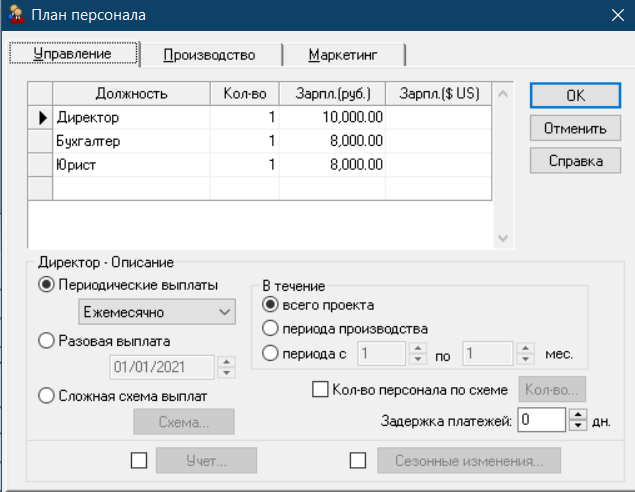 План персонала
Управление Производство Маркетинг
Должность Кол-во Зарпл.(руб.) Зарпл.($ US)
Директор 1 10,000.00
Бухгалтер 1 8,000.00
Юрист 1 8,000.00
OK
Отменить
Справка
Директор - Описание
Периодические выплаты
Ежемесячно
Разовая выплата
01/01/2021
Сложная схема выплат
Схема...
В течение
всего проекта
периода производства
периода с 1 по 1 мес.
Кол-во персонала по схеме Кол-во...
Задержка платежей: 0 дн.
Учет... Сезонные изменения...